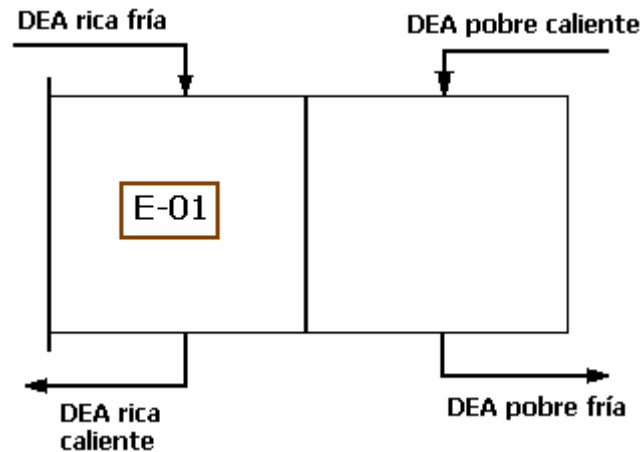 DEA rica fría
DEA pobre caliente
E-01
DEA rica
caliente
DEA pobre fría